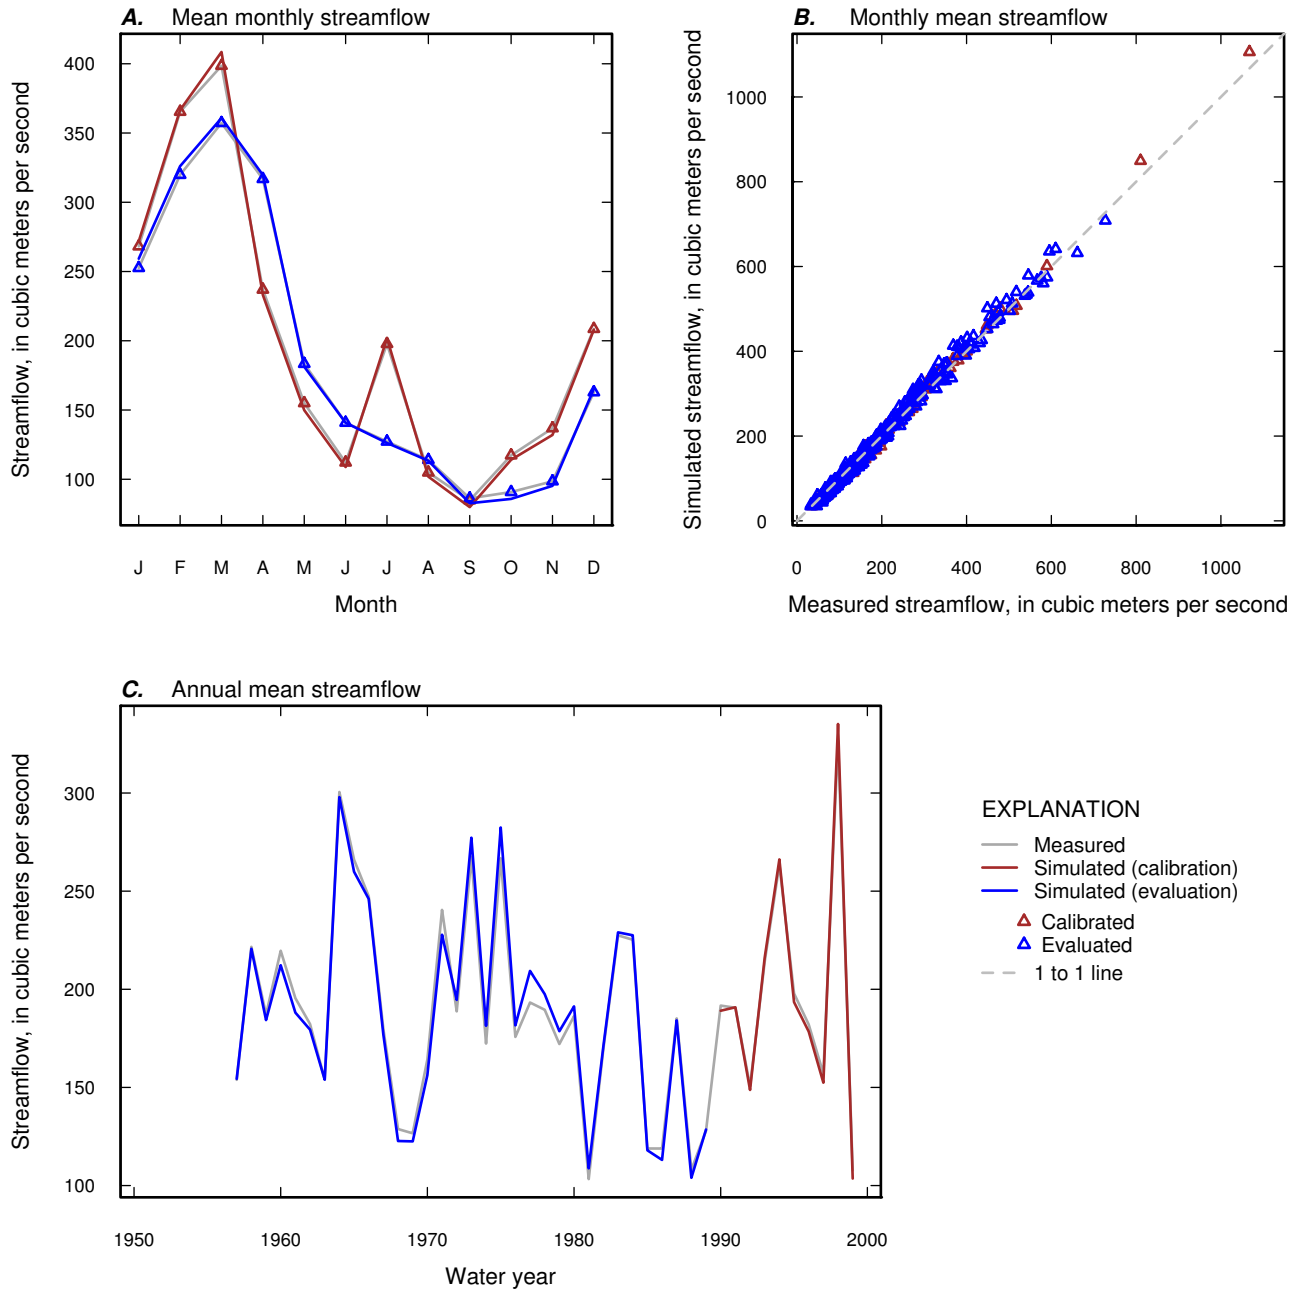 A. Mean monthly streamflow
Streamflow, in cubic meters per second
400
350
300
250
200
150
100
J F M A M J J A S O N D
Month
B. Monthly mean streamflow
Simulated streamflow, in cubic meters per second
1000
800
600
400
200
0
0 200 400 600 800 1000
Measured streamflow, in cubic meters per second
C. Annual mean streamflow
Streamflow, in cubic meters per second
300
250
200
150
100
1950 1960 1970 1980 1990 2000
Water year
EXPLANATION
Measured
Simulated (calibration)
Simulated (evaluation)
Calibrated
Evaluated
1 to 1 line